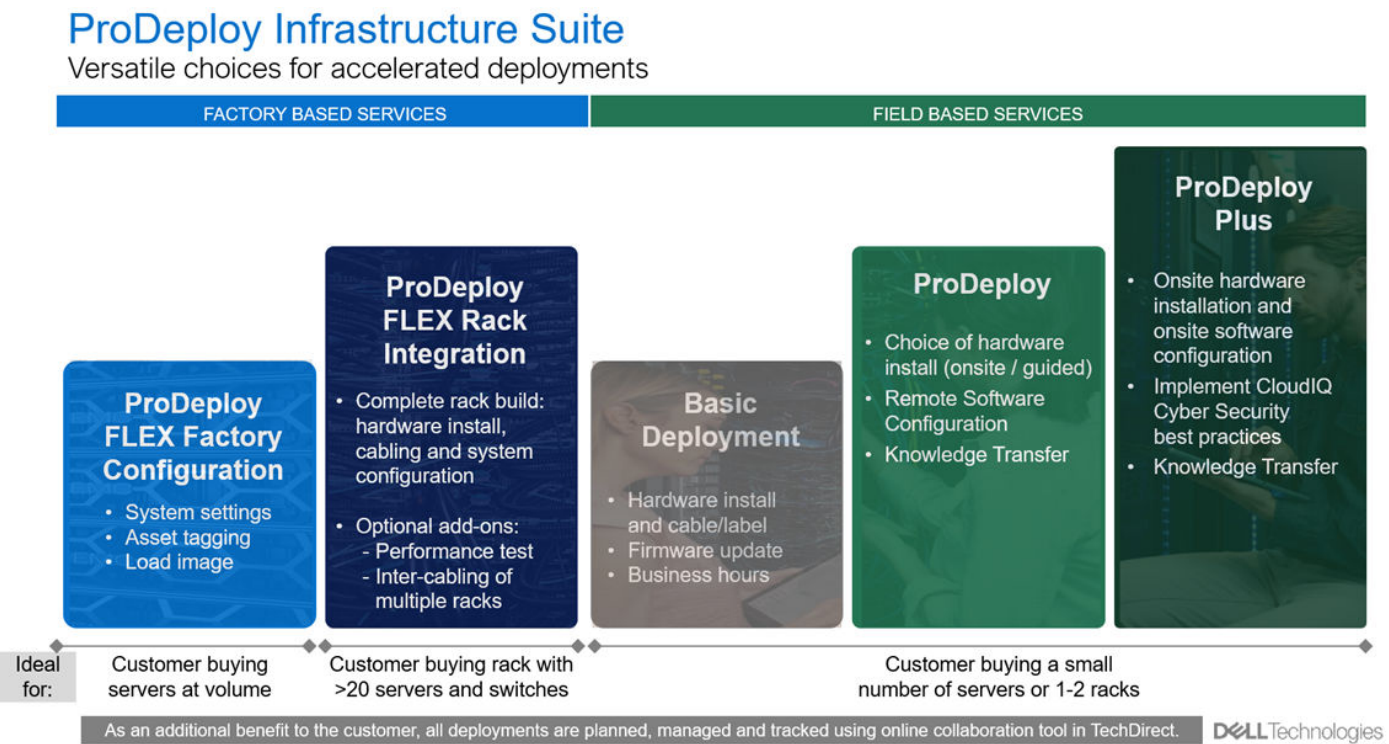 ProDeploy Infrastructure Suite
Versatile choices for accelerated deployments
FACTORY BASED SERVICES
FIELD BASED SERVICES
ProDeploy
FLEX Factory
Configuration
• System settings
• Asset tagging
• Load image
ProDeploy
FLEX Rack
Integration
• Complete rack build:
hardware install,
cabling and system
configuration
• Optional add-ons:
- Performance test
- Inter-cabling of
multiple racks
Basic
Deployment
• Hardware install
and cable/label
• Firmware update
• Business hours
ProDeploy
• Choice of hardware
install (onsite / guided)
• Remote Software
Configuration
• Knowledge Transfer
ProDeploy
Plus
• Onsite hardware
installation and
onsite software
configuration
• Implement CloudIQ
Cyber Security
best practices
• Knowledge Transfer
Ideal
for:
Customer buying
servers at volume
Customer buying rack with
>20 servers and switches
Customer buying a small
number of servers or 1-2 racks
As an additional benefit to the customer, all deployments are planned, managed and tracked using online collaboration tool in TechDirect.
DELLTechnologies